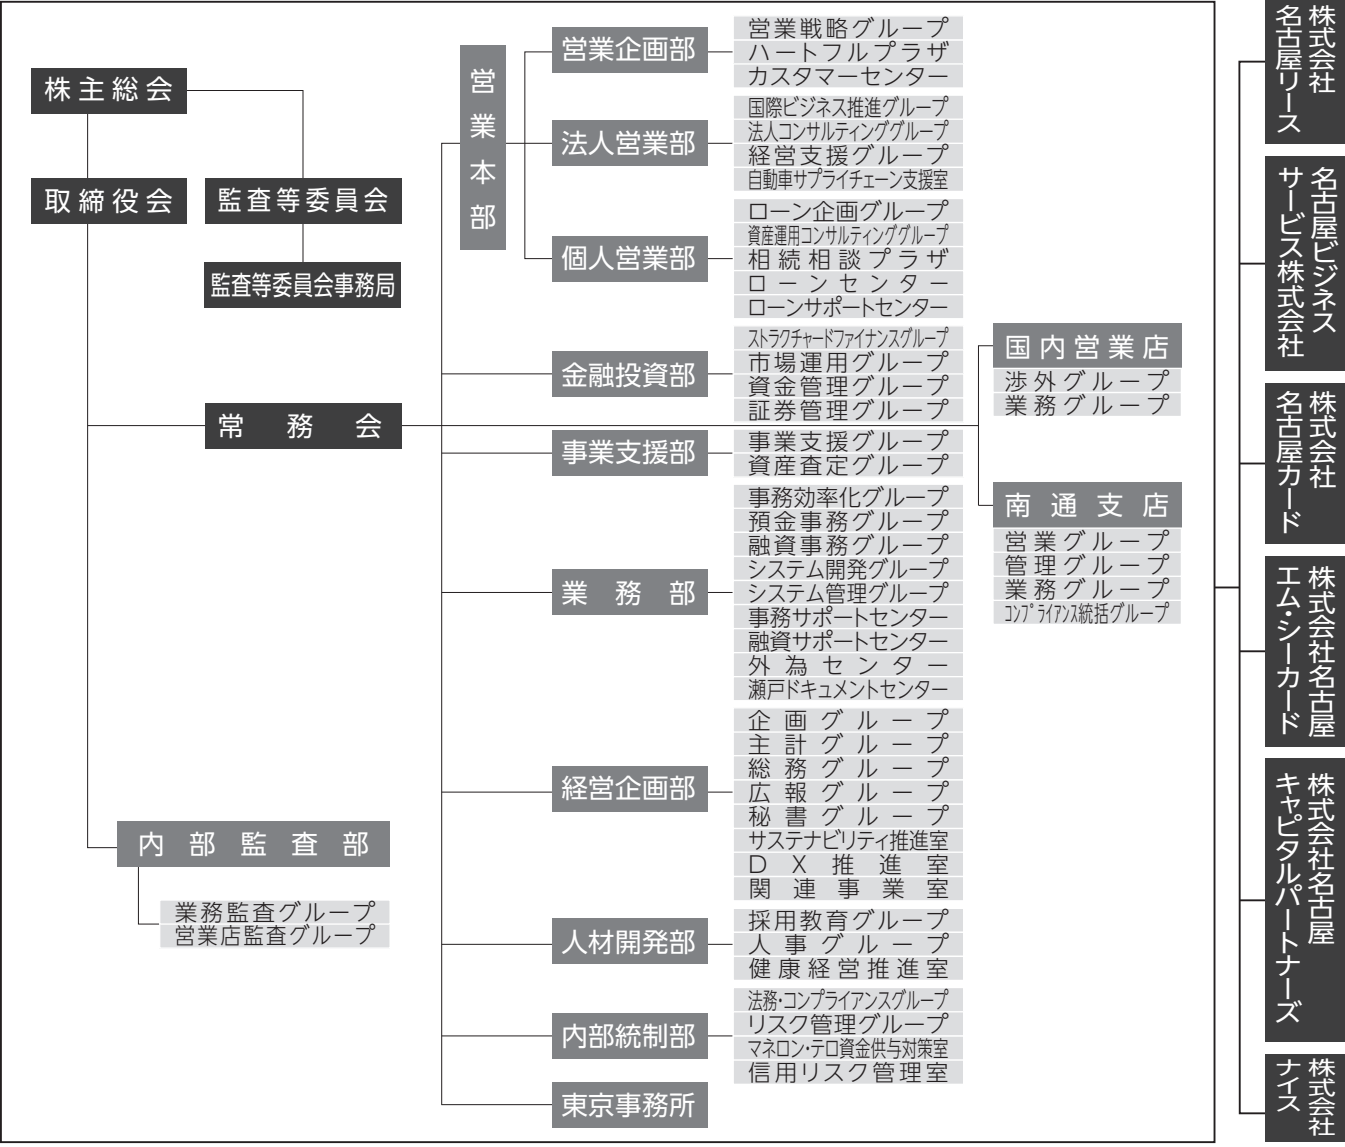 株主総会
取締役会
監査等委員会
監査等委員会事務局
常務会
内部監査部
業務監査グループ
営業店監査グループ
営業本部
営業企画部
営業戦略グループ
ハートフルプラザ
カスタマーセンター
法人営業部
国際ビジネス推進グループ
法人コンサルティンググループ
経営支援グループ
自動車サプライチェーン支援室
個人営業部
ローン企画グループ
資産運用コンサルティンググループ
相続相談プラザ
ローンセンター
ローンサポートセンター
金融投資部
ストラクチャードファイナンスグループ
市場運用グループ
資金管理グループ
証券管理グループ
事業支援部
事業支援グループ
資産査定グループ
業務部
事務効率化グループ
預金事務グループ
融資事務グループ
システム開発グループ
システム管理グループ
事務サポートセンター
融資サポートセンター
外為センター
瀬戸ドキュメントセンター
経営企画部
企画グループ
主計グループ
総務グループ
広報グループ
秘書グループ
サステナビリティ推進室
DX推進室
関連事業室
人材開発部
採用教育グループ
人事グループ
健康経営推進室
内部統制部
法務・コンプライアンスグループ
リスク管理グループ
マネロン・テロ資金供与対策室
信用リスク管理室
東京事務所
国内営業店
渉外グループ
業務グループ
南通支店
営業グループ
管理グループ
業務グループ
コンプライアンス統括グループ
株式会社
名古屋リース
名古屋ビジネス
サービス株式会社
株式会社
名古屋カード
株式会社名古屋
エム・シーカード
株式会社名古屋
キャピタルパートナーズ
株式会社
ナイス